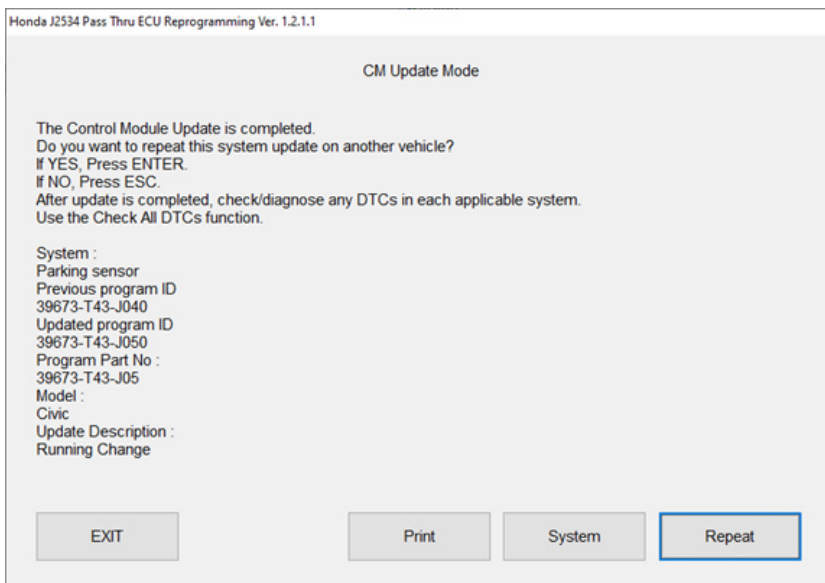 Honda J2534 Pass Thru ECU Reprogramming Ver. 1.2.1.1
CM Update Mode
The Control Module Update is completed.
Do you want to repeat this system update on another vehicle?
If YES, Press ENTER.
If NO, Press ESC.
After update is completed, check/diagnose any DTCs in each applicable system.
Use the Check All DTCs function.
System :
Parking sensor
Previous program ID
39673-T43-J040
Updated program ID
39673-T43-J050
Program Part No :
39673-T43-J05
Model :
Civic
Update Description :
Running Change
EXIT
Print
System
Repeat